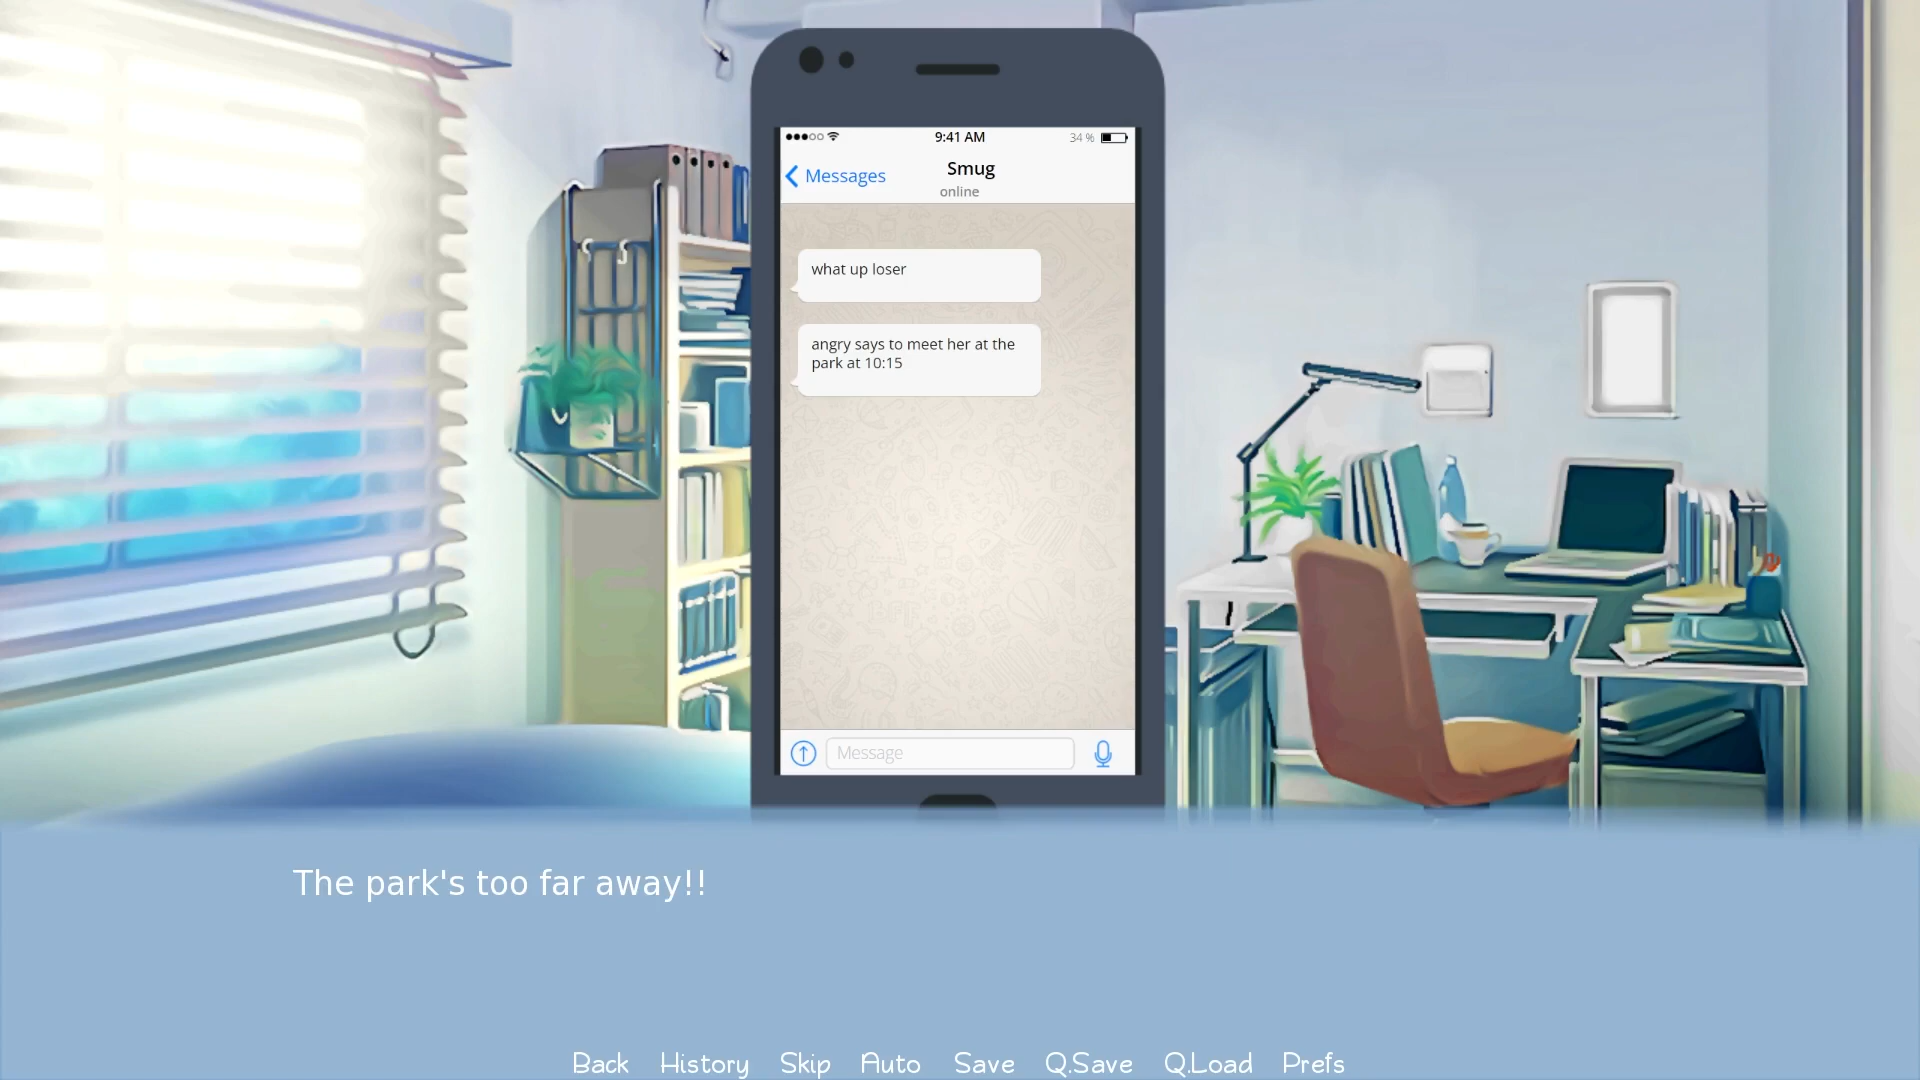 9:41 AM
34 %
Messages
Smug
online
what up loser
angry says to meet her at the
park at 10:15
Message
The park's too far away!!
Back History Skip Auto Save Q.Save Q.Load Prefs